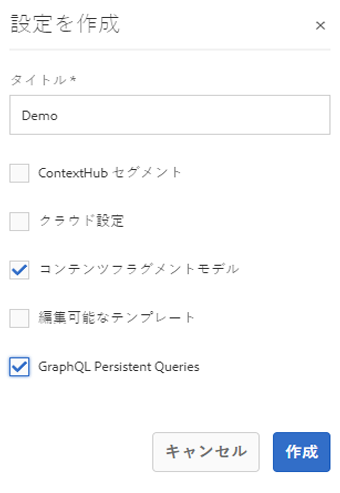 設定を作成
タイトル *
Demo
ContextHub セグメント
クラウド設定
コンテンツフラグメントモデル
編集可能なテンプレート
GraphQL Persistent Queries
キャンセル 作成